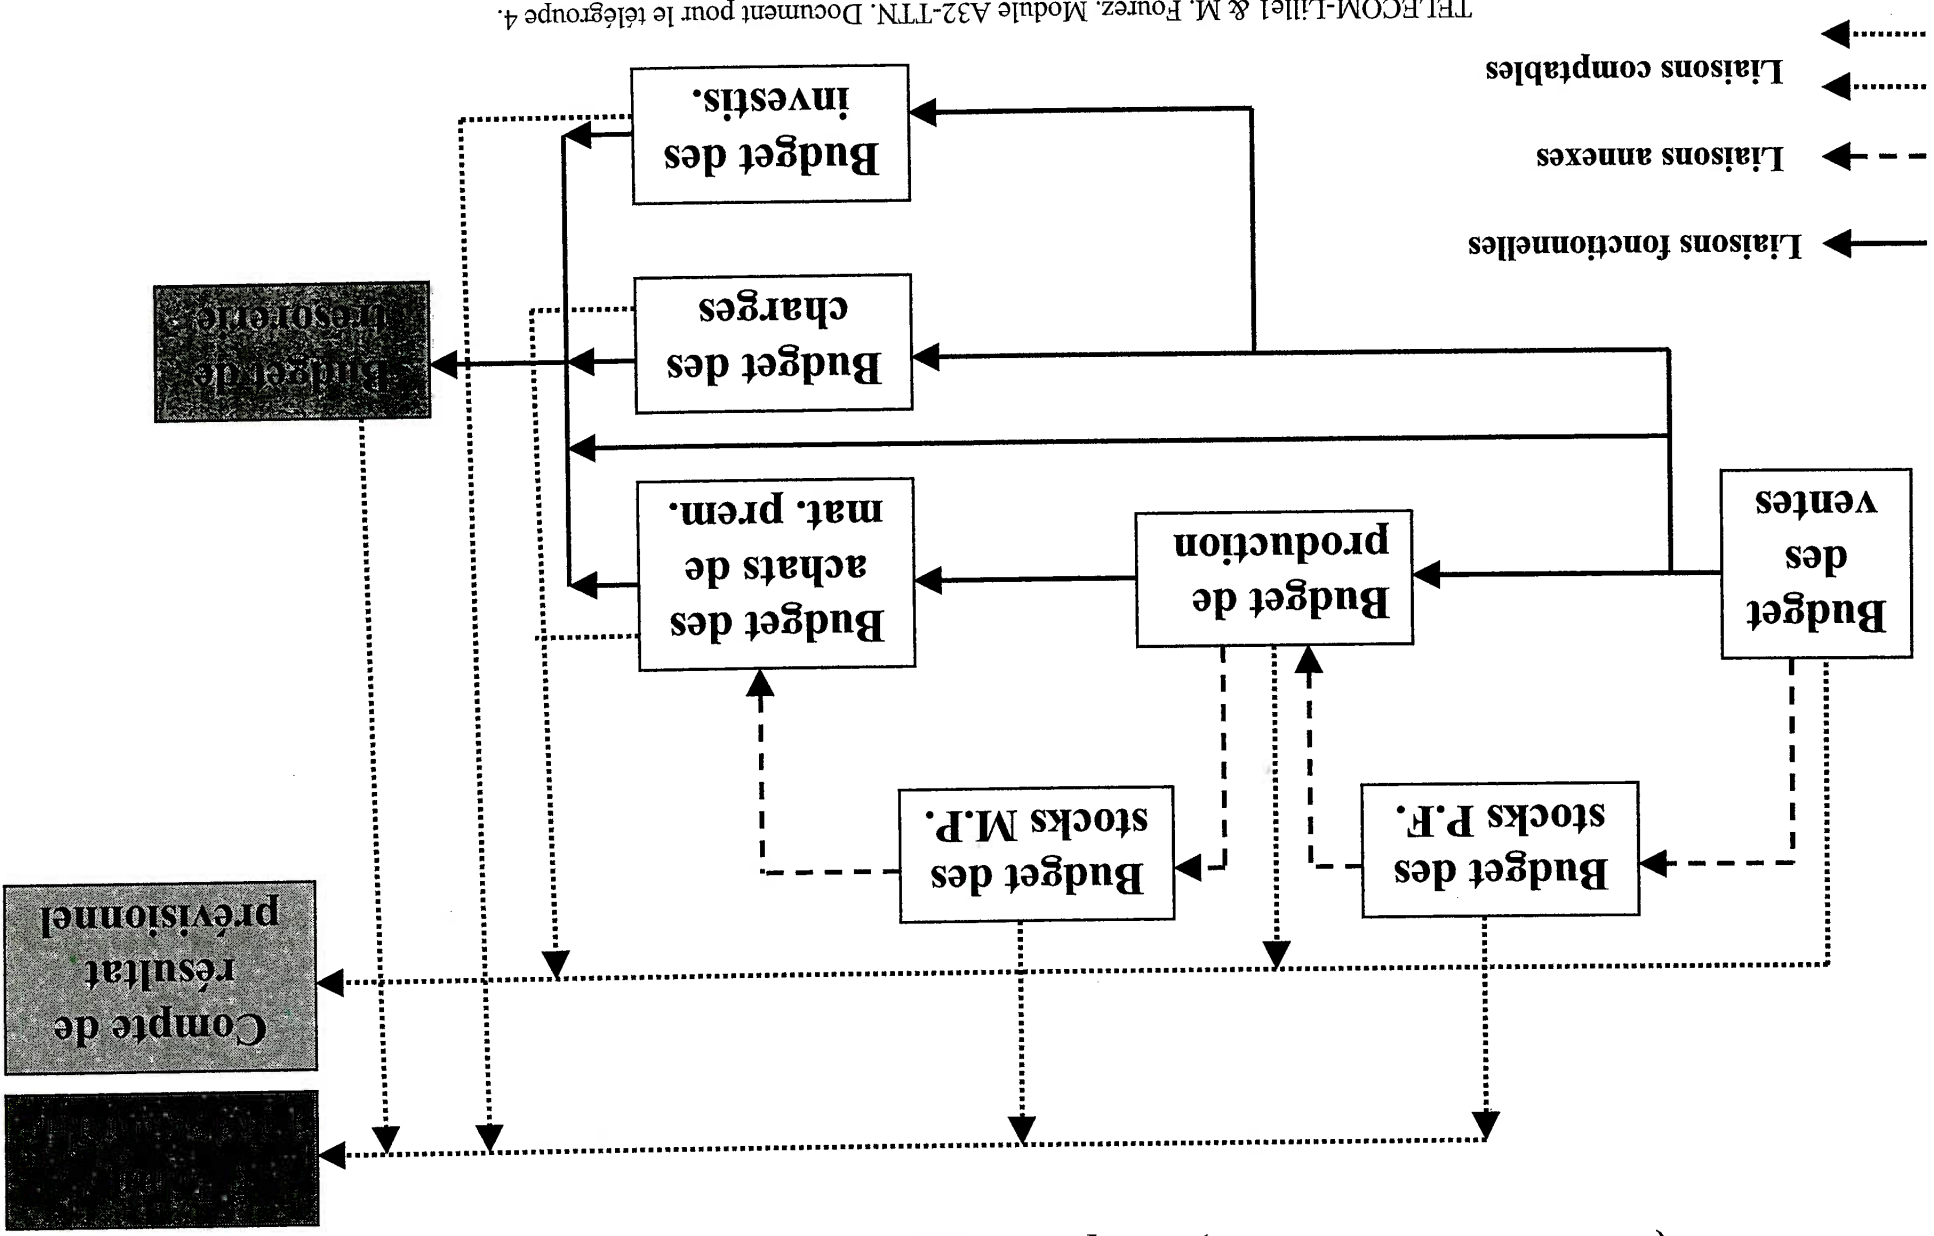 Compte de
résultat
prévisionnel
Budget des
stocks P.F.
Budget des
stocks M.P.
Budget
des
ventes
Budget de
production
Budget des
achats de
mat. prem.
Budget de
trésorerie
Budget des
charges
Budget des
investis.
Liaisons fonctionnelles
Liaisons annexes
Liaisons comptables
TELECOM-Lille1 & M. Fourez. Module A32-TTN. Document pour le télégroupe 4.